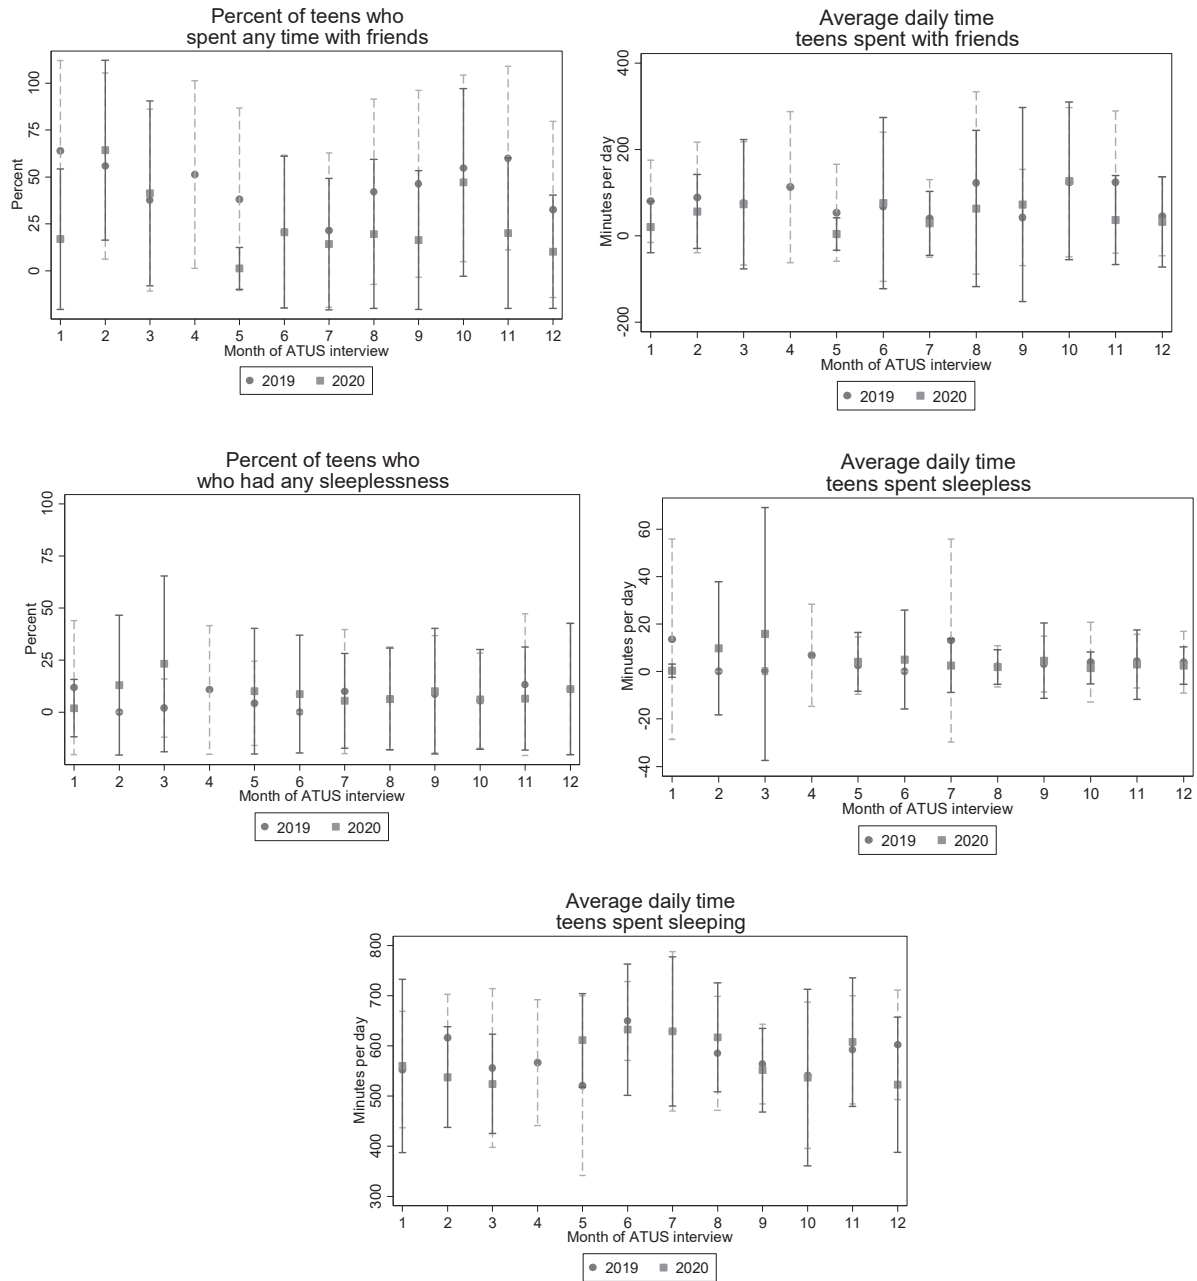 Percent of teens who
spent any time with friends
Percent
100
75
50
25
0
1 2 3 4 5 6 7 8 9 10 11 12
Month of ATUS interview
2019 2020
Average daily time
teens spent with friends
Minutes per day
400
200
0
-200
1 2 3 4 5 6 7 8 9 10 11 12
Month of ATUS interview
2019 2020
Percent of teens who
who had any sleeplessness
Percent
100
75
50
25
0
1 2 3 4 5 6 7 8 9 10 11 12
Month of ATUS interview
2019 2020
Average daily time
teens spent sleepless
Minutes per day
60
40
20
0
-20
-40
1 2 3 4 5 6 7 8 9 10 11 12
Month of ATUS interview
2019 2020
Average daily time
teens spent sleeping
Minutes per day
800
700
600
500
400
300
1 2 3 4 5 6 7 8 9 10 11 12
Month of ATUS interview
2019 2020